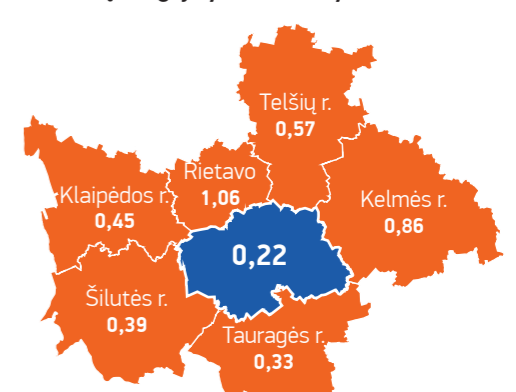 Telšių r.
0,57
Rietavo
1,06
Klaipėdos r.
0,45
Kelmės r.
0,86
0,22
Šilutės r.
0,39
Tauragės r.
0,33